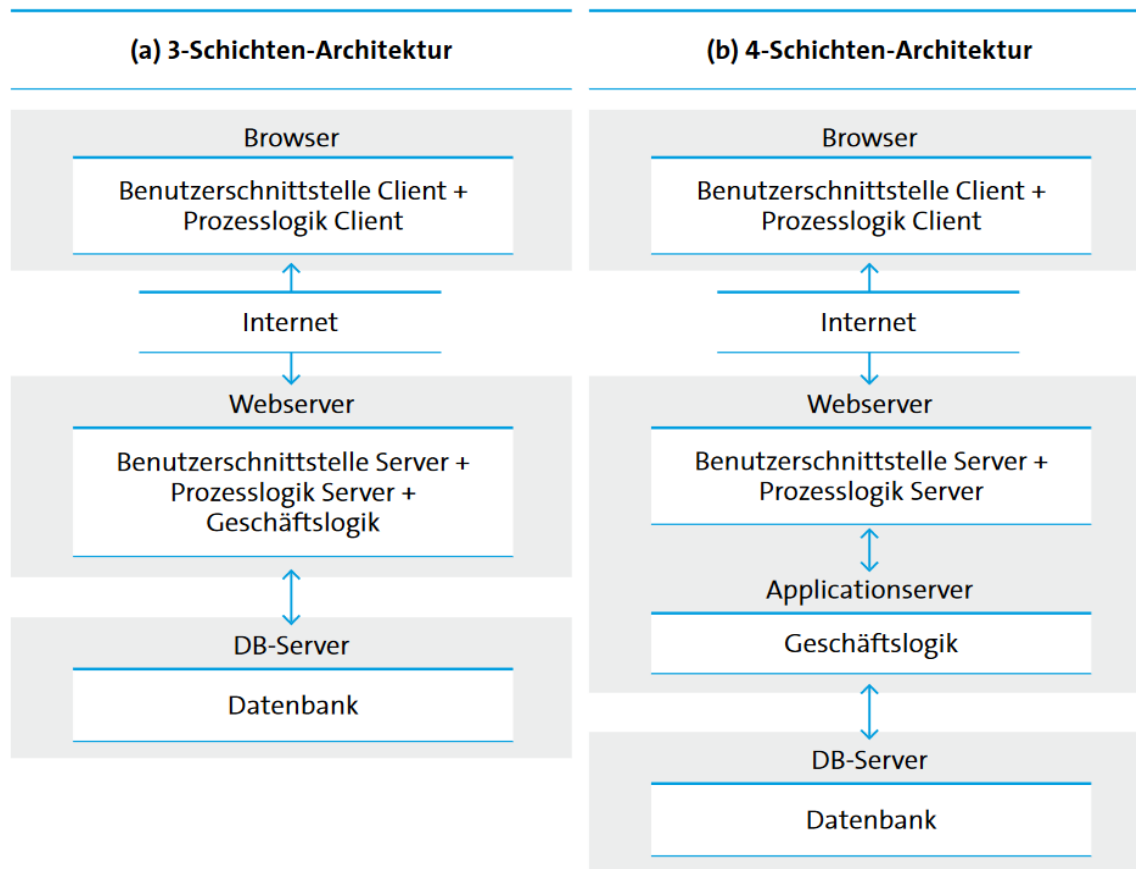 (a) 3-Schichten-Architektur
Browser
Benutzerschnittstelle Client +
Prozesslogik Client
Internet
Webserver
Benutzerschnittstelle Server +
Prozesslogik Server +
Geschäftslogik
DB-Server
Datenbank
(b) 4-Schichten-Architektur
Browser
Benutzerschnittstelle Client +
Prozesslogik Client
Internet
Webserver
Benutzerschnittstelle Server +
Prozesslogik Server
Applicationserver
Geschäftslogik
DB-Server
Datenbank